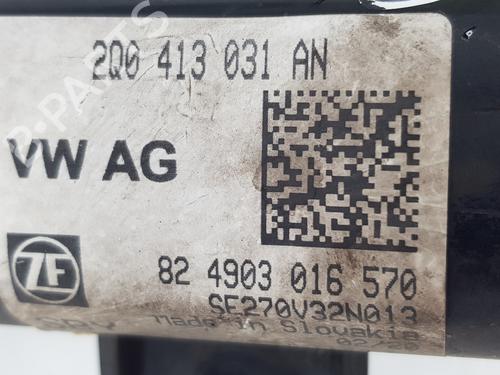 2Q0 413 031 AN
VW AG
ZF
82 4903 016 570
SE270V32N013
Made in Slovakia